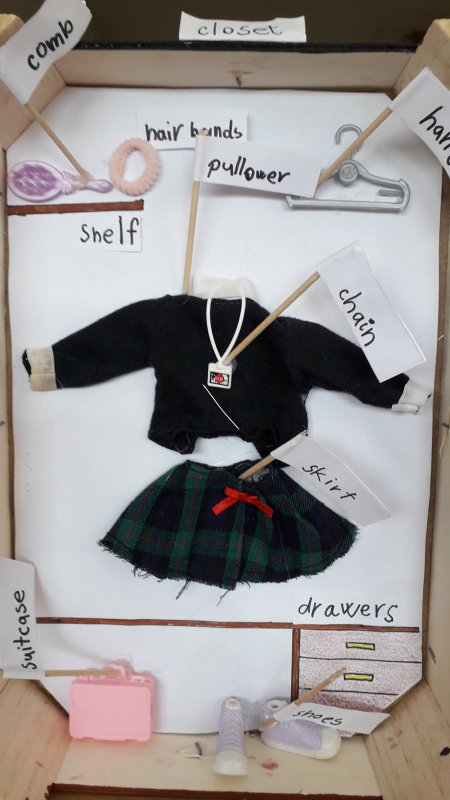 closet
comb
hair bands
pullower
chain
shelf
skirt
drawers
suitcase
shoes